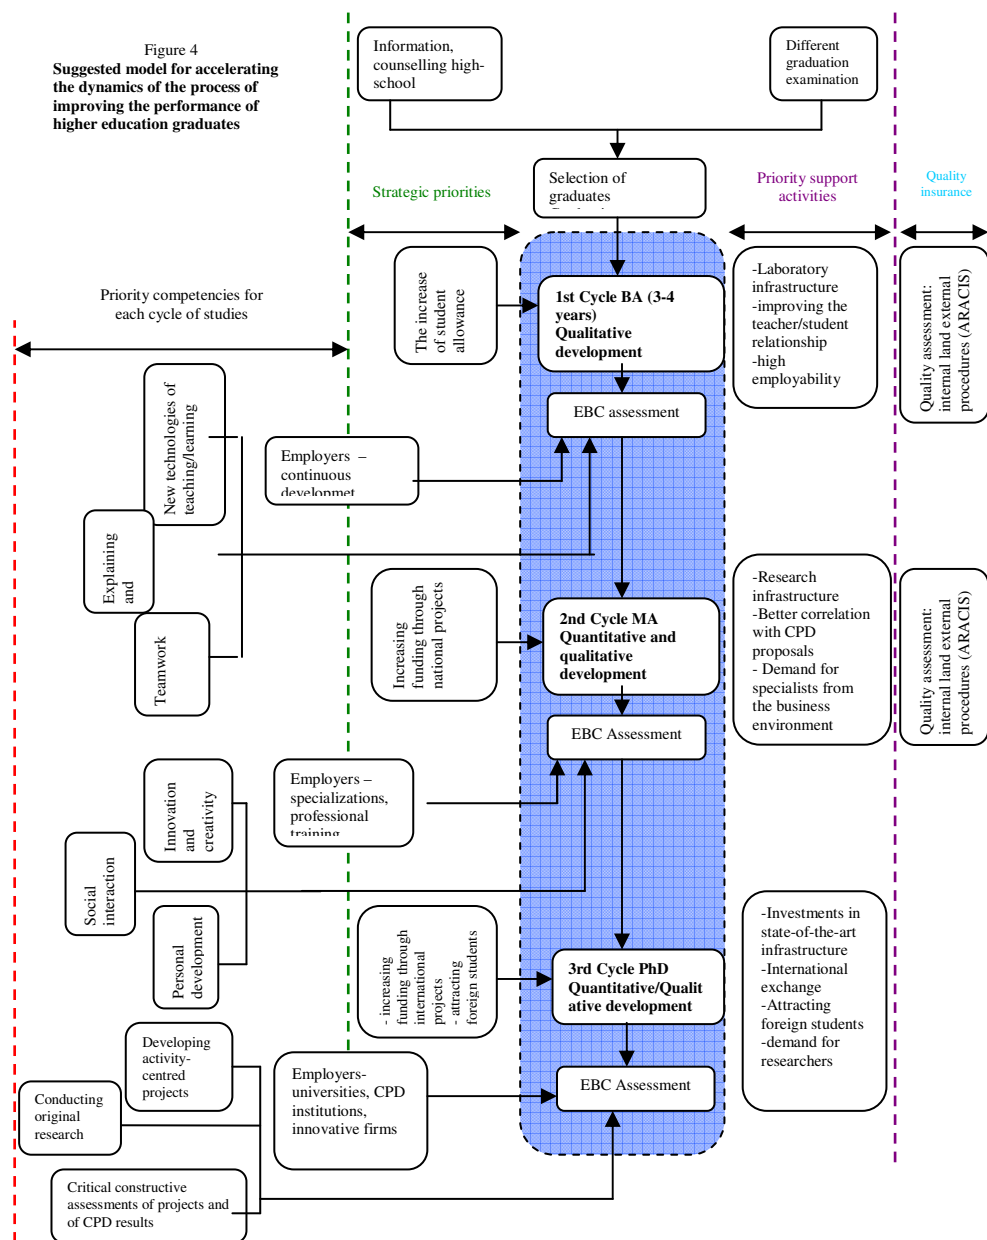 Figure 4
Suggested model for accelerating
the dynamics of the process of
improving the performance of
higher education graduates
Information,
counselling high-
school
Different
graduation
examination
Strategic priorities
Selection of
graduates
Priority support
activities
Quality
insurance
Priority competencies for
each cycle of studies
The increase
of student
allowance
1st Cycle BA (3-4
years)
Qualitative
development
-Laboratory
infrastructure
-improving the
teacher/student
relationship
-high
employability
Quality assessment:
internal land external
procedures (ARACIS)
EBC assessment
New technologies of
teaching/learning
Employers –
continuous
developmet
Explaining
and
Teamwork
Increasing
funding through
national projects
2nd Cycle MA
Quantitative and
qualitative
development
-Research
infrastructure
- Better correlation
with CPD
proposals
- Demand for
specialists from
the business
environment
Quality assessment:
internal land external
procedures (ARACIS)
EBC Assessment
Innovation
and
creativity
Employers –
specializations,
professional
training
Social
interaction
Personal
development
- increasing
funding through
international
projects
- attracting
foreign students
3rd Cycle PhD
Quantitative/Qualit
ative development
-Investments in
state-of-the-art
infrastructure
-International
exchange
-Attracting
foreign students
-demand for
researchers
Developing
activity-
centred
projects
Employers-
universities, CPD
institutions,
innovative firms
EBC Assessment
Conducting
original
research
Critical constructive
assessments of projects and
of CPD results